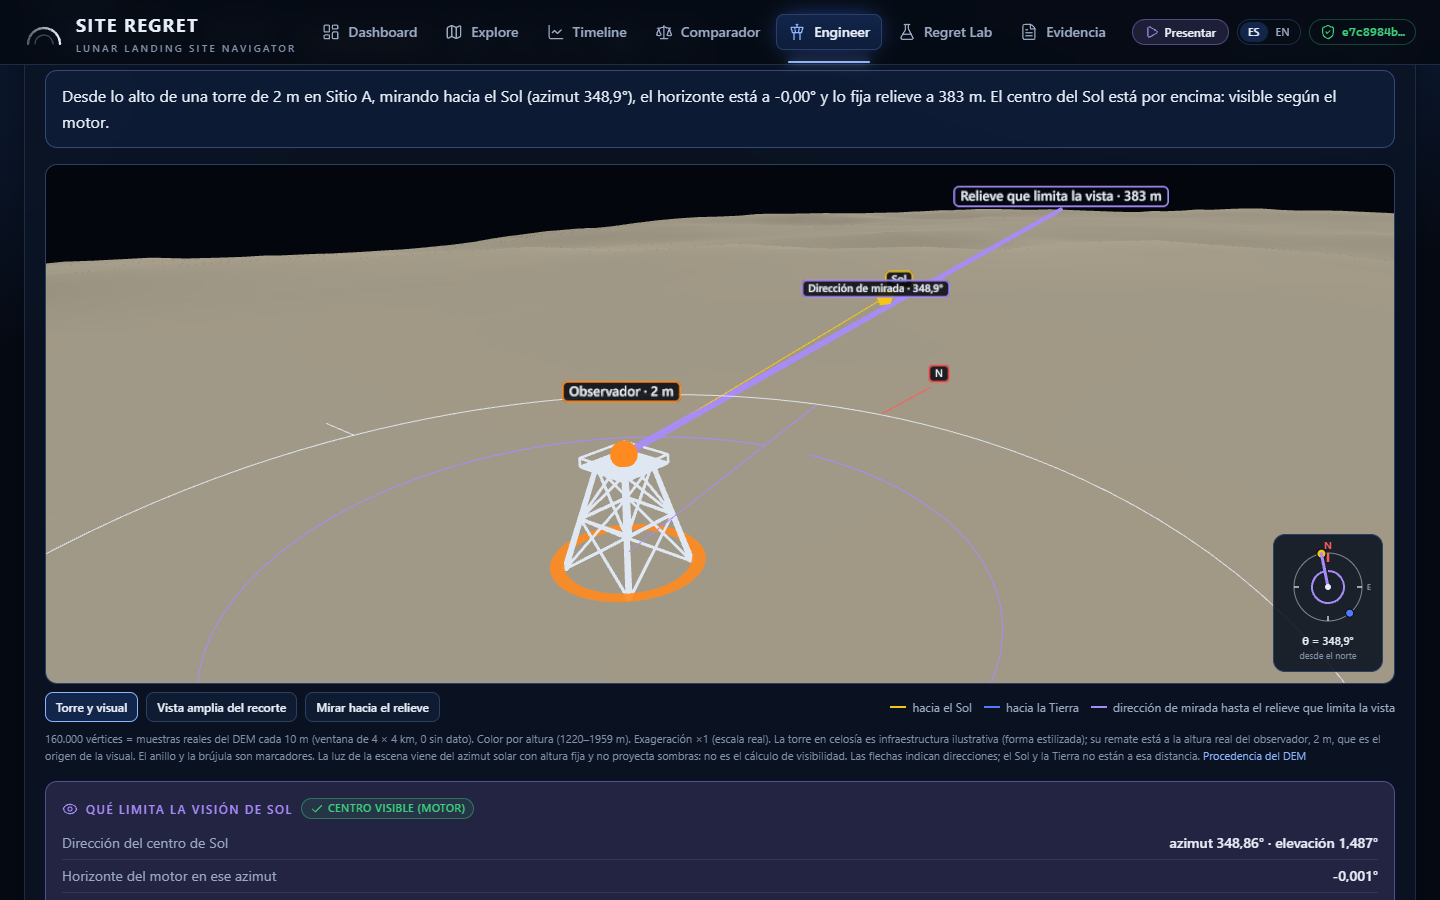 SITE REGRET
LUNAR LANDING SITE NAVIGATOR
Dashboard
Explore
Timeline
Comparador
Engineer
Regret Lab
Evidencia
Presentar
ES
EN
e7c8984b…
Desde lo alto de una torre de 2 m en Sitio A, mirando hacia el Sol (azimut 348,9°), el horizonte está a -0,00° y lo fija relieve a 383 m. El centro del Sol está por encima: visible según el
motor.
Relieve que limita la vista · 383 m
Sol
Dirección de mirada · 348,9°
N
Observador · 2 m
N
E
θ = 348,9°
desde el norte
Torre y visual
Vista amplia del recorte
Mirar hacia el relieve
hacia el Sol
hacia la Tierra
dirección de mirada hasta el relieve que limita la vista
160.000 vértices = muestras reales del DEM cada 10 m (ventana de 4 × 4 km, 0 sin dato). Color por altura (1220–1959 m). Exageración ×1 (escala real). La torre en celosía es infraestructura ilustrativa (forma estilizada); su remate está a la altura real del observador, 2 m, que es el
origen de la visual. El anillo y la brújula son marcadores. La luz de la escena viene del azimut solar con altura fija y no proyecta sombras: no es el cálculo de visibilidad. Las flechas indican direcciones; el Sol y la Tierra no están a esa distancia. Procedencia del DEM
QUÉ LIMITA LA VISIÓN DE SOL
CENTRO VISIBLE (MOTOR)
Dirección del centro de Sol
azimut 348,86° · elevación 1,487°
Horizonte del motor en ese azimut
-0,001°